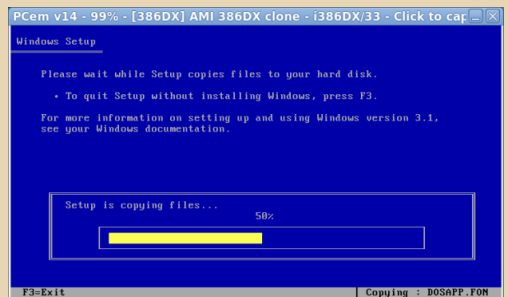 PCem v14 - 99% - [386DX] AMI 386DX clone - i386DX/33 - Click to cap
Windows Setup
Please wait while Setup copies files to your hard disk.
• To quit Setup without installing Windows, press F3.
For more information on setting up and using Windows version 3.1,
see your Windows documentation.
Setup is copying files...
50%
F3=Exit | Copying : DOSAPP.FON